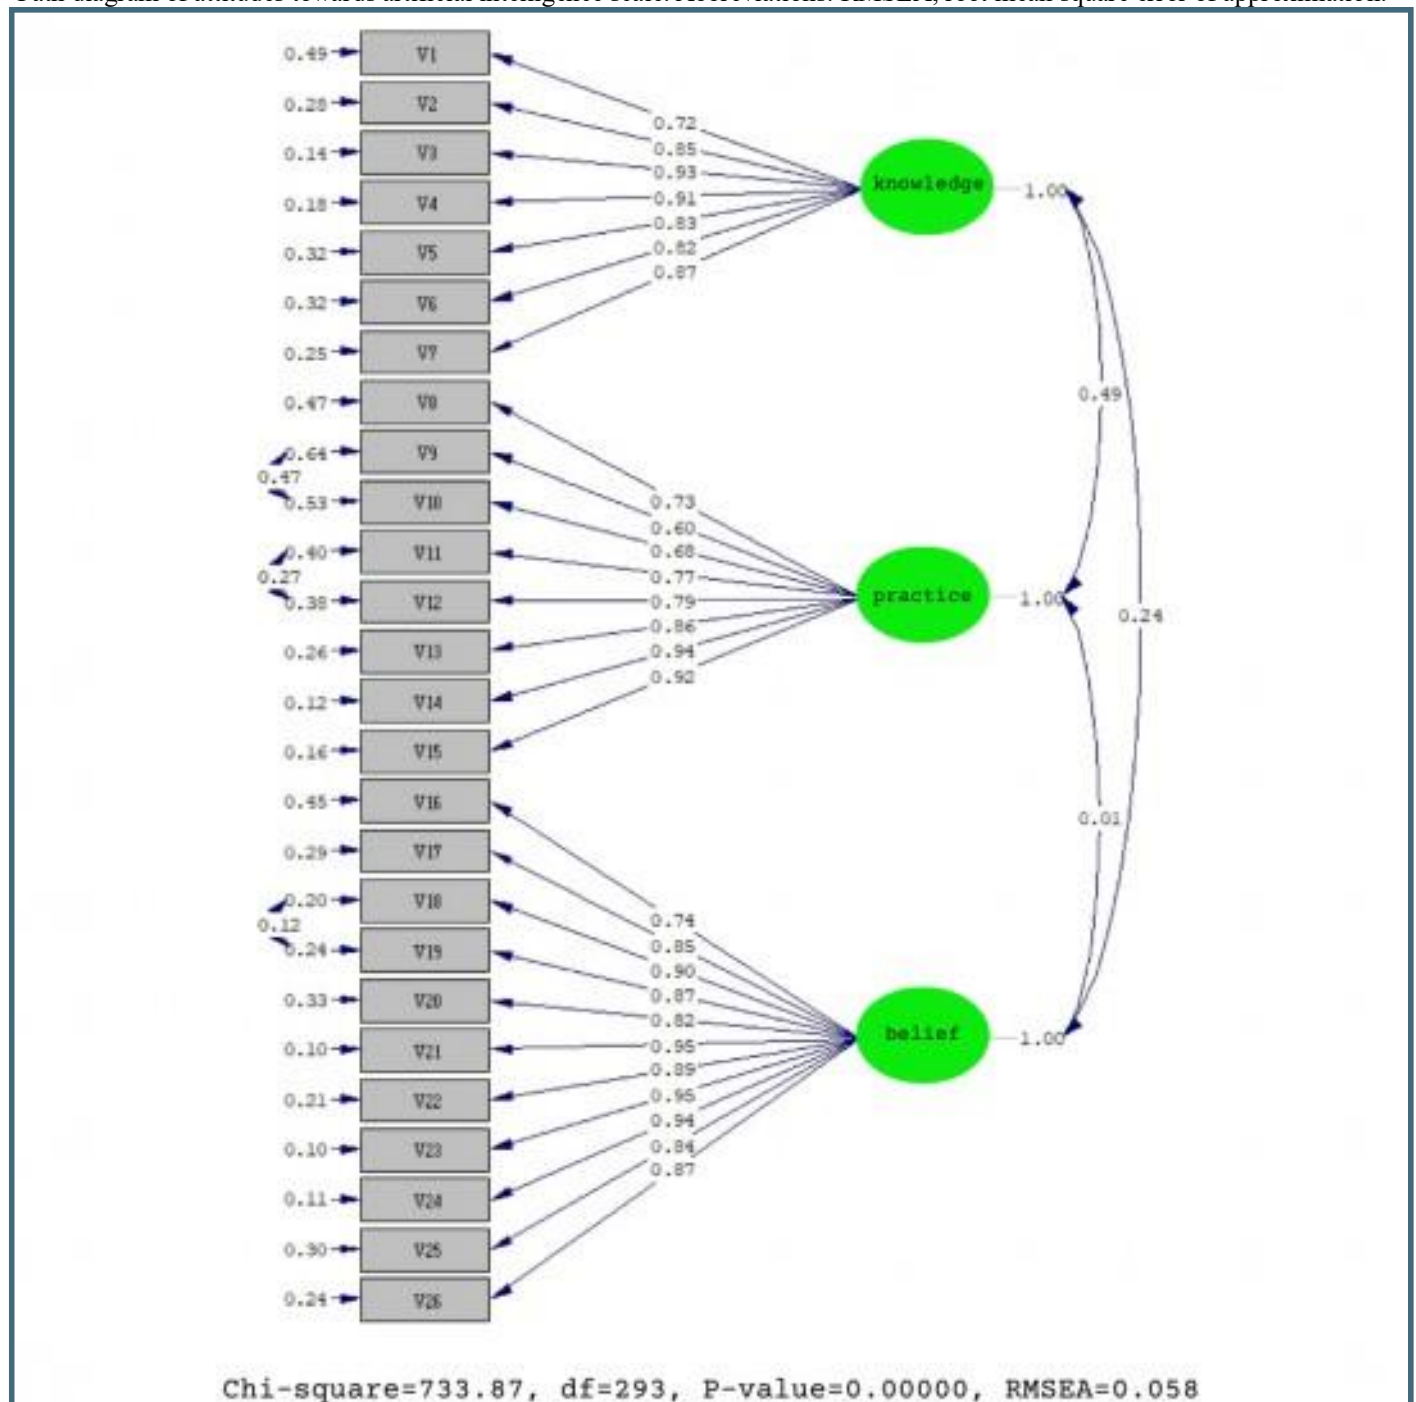 0.49 V1
0.28 V2
0.72
0.85
0.14 V3
0.93
knowledge 1.00
0.18 V4
0.91
0.83
0.32 V5
0.82
0.87
0.32 V6
0.25 V7
0.47 V8
0.49
0.64 V9
0.47
0.53 V10
0.73
0.60
0.40 V11
0.68
0.77
0.27
0.38 V12
0.79
practice 1.00
0.24
0.86
0.26 V13
0.94
0.92
0.12 V14
0.16 V15
0.45 V16
0.01
0.29 V17
0.20 V18
0.74
0.12
0.85
0.24 V19
0.90
0.87
0.33 V20
0.82
belief 1.00
0.10 V21
0.95
0.89
0.21 V22
0.95
0.94
0.10 V23
0.84
0.87
0.11 V24
0.30 V25
0.24 V26
Chi-square=733.87, df=293, P-value=0.00000, RMSEA=0.058